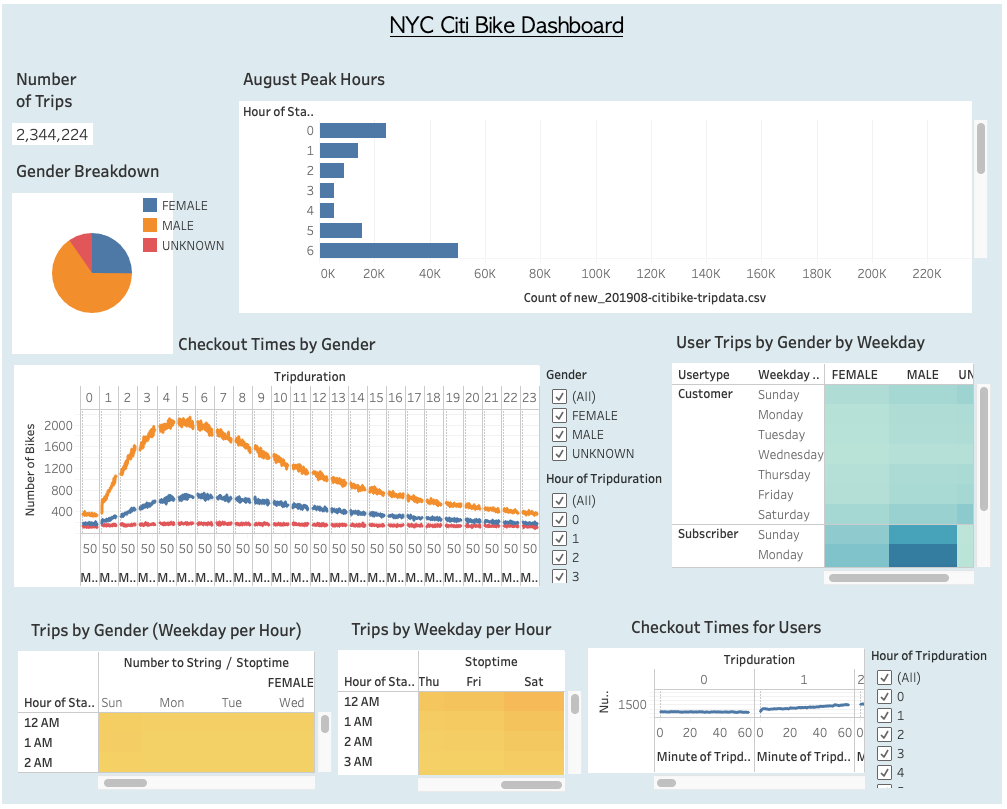 NYC Citi Bike Dashboard
Number
of Trips
2,344,224
Gender Breakdown
FEMALE
MALE
UNKNOWN
August Peak Hours
Hour of Sta..
0
1
2
3
4
5
6
0K 20K 40K 60K 80K 100K 120K 140K 160K 180K 200K 220K
Count of new_201908-citibike-tripdata.csv
Checkout Times by Gender
Tripduration
0 1 2 3 4 5 6 7 8 9 10 11 12 13 14 15 16 17 18 19 20 21 22 23
Number of Bikes
2000
1600
1200
800
400
50 50 50 50 50 50 50 50 50 50 50 50 50 50 50 50 50 50 50 50 50 50 50 50
M.. M.. M.. M.. M.. M.. M.. M.. M.. M.. M.. M.. M.. M.. M.. M.. M.. M.. M.. M.. M.. M.. M.. M..
Gender
(All)
FEMALE
MALE
UNKNOWN
Hour of Tripduration
(All)
0
1
2
3
User Trips by Gender by Weekday
Usertype Weekday .. FEMALE MALE UN
Customer Sunday
Monday
Tuesday
Wednesday
Thursday
Friday
Saturday
Subscriber Sunday
Monday
Trips by Gender (Weekday per Hour)
Number to String / Stoptime
FEMALE
Hour of Sta.. Sun Mon Tue Wed
12 AM
1 AM
2 AM
Trips by Weekday per Hour
Stoptime
Hour of Sta.. Thu Fri Sat
12 AM
1 AM
2 AM
3 AM
Checkout Times for Users
Tripduration
0 1 2
Nu..
1500
0 20 40 60 0 20 40 60 0
Minute of Tripd.. Minute of Tripd.. M
Hour of Tripduration
(All)
0
1
2
3
4